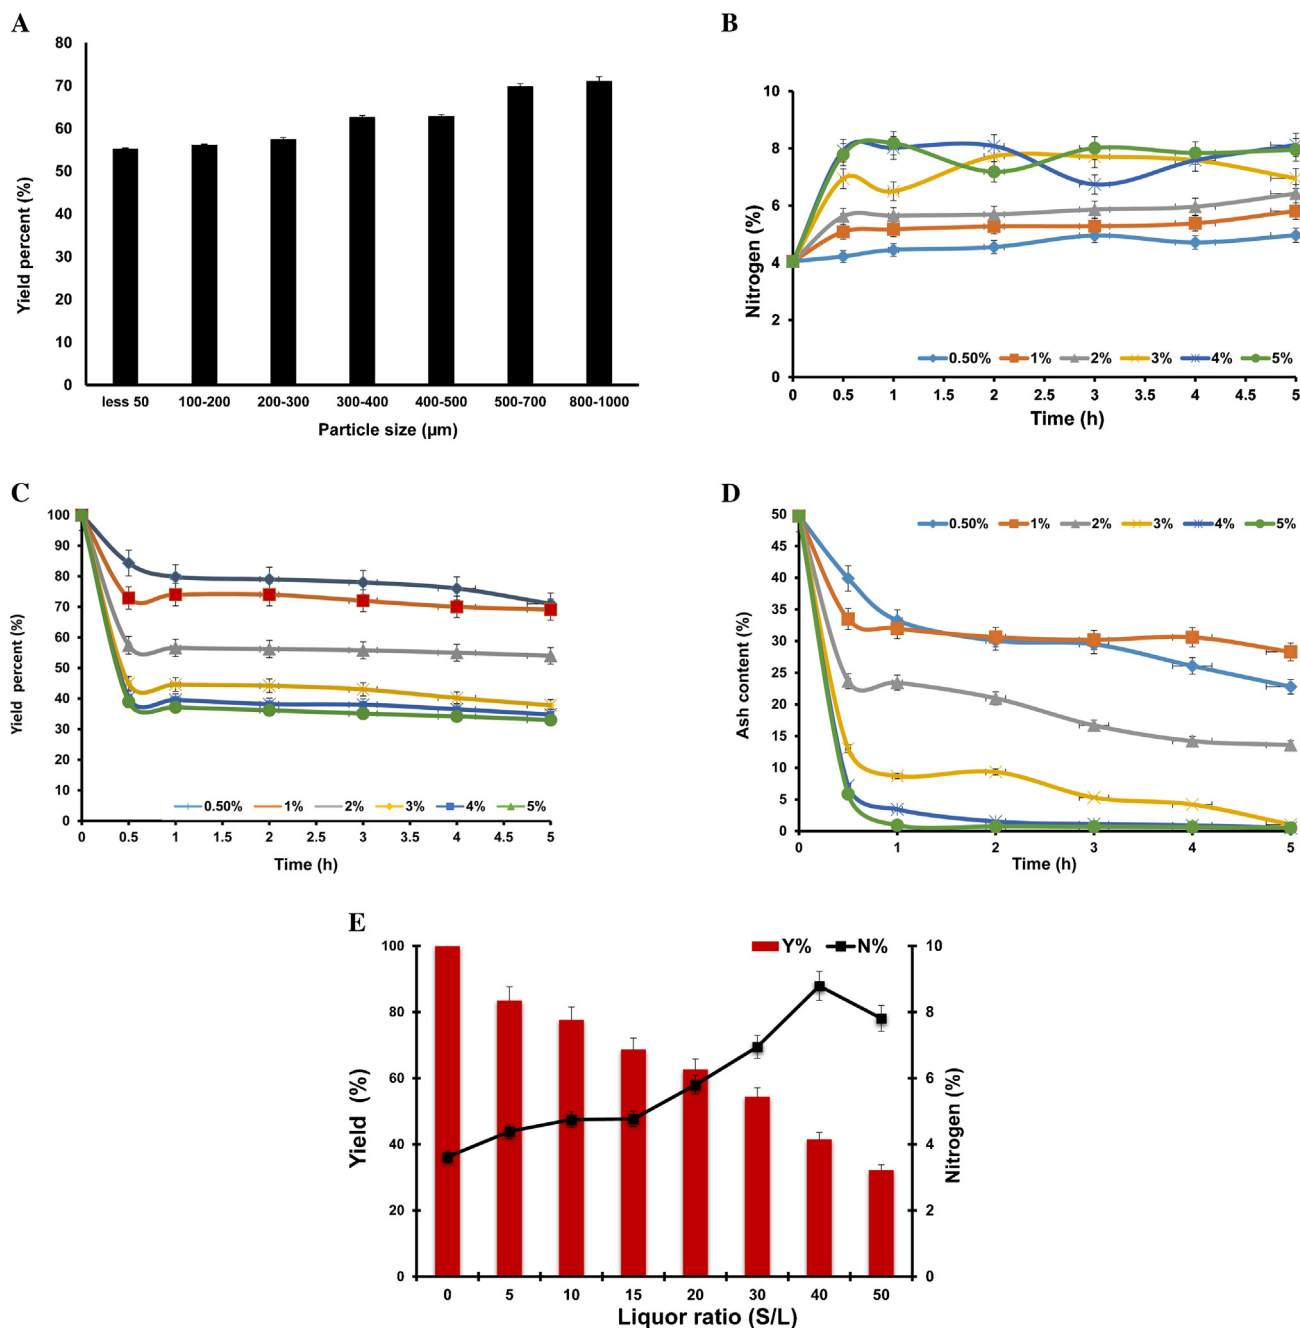 A
80
70
60
50
40
30
20
10
0
Yield percent (%)
less 50 100-200 200-300 300-400 400-500 500-700 800-1000
Particle size (µm)
B
10
8
6
4
2
0
Nitrogen (%)
0.50% 1% 2% 3% 4% 5%
0 0.5 1 1.5 2 2.5 3 3.5 4 4.5 5
Time (h)
C
100
90
80
70
60
50
40
30
20
10
0
Yield percent (%)
0.50% 1% 2% 3% 4% 5%
0 0.5 1 1.5 2 2.5 3 3.5 4 4.5 5
Time (h)
D
50
45
40
35
30
25
20
15
10
5
0
Ash content (%)
0.50% 1% 2% 3% 4% 5%
0 1 2 3 4 5
Time (h)
E
Y% N%
100
80
60
40
20
0
Yield (%)
10
8
6
4
2
0
Nitrogen (%)
0 5 10 15 20 30 40 50
Liquor ratio (S/L)